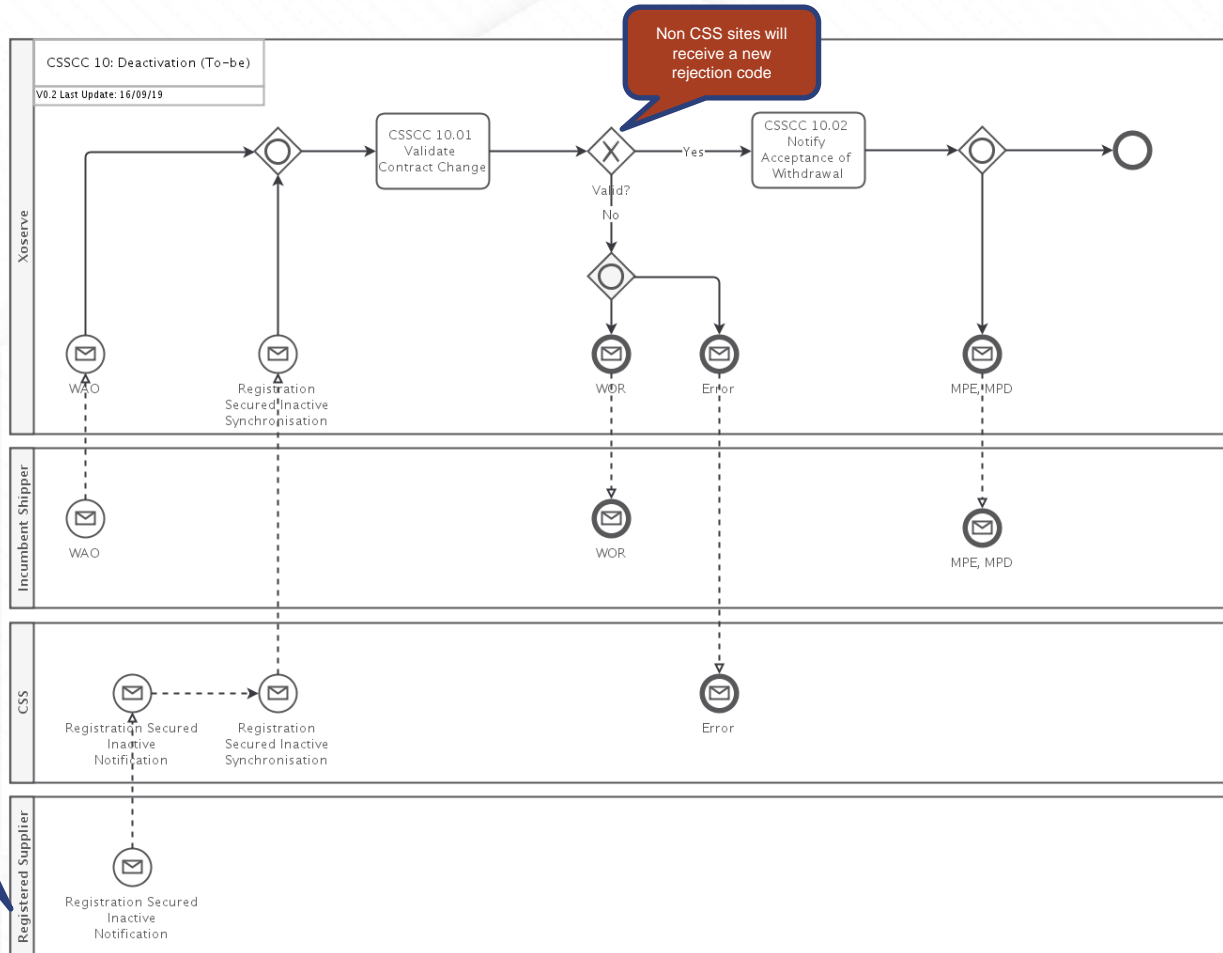 Non CSS sites will
receive a new
rejection code
CSSCC 10: Deactivation (To-be)
V0.2 Last Update: 16/09/19
Xoserve
CSSCC 10.01
Validate
Contract Change
Valid?
Yes
No
CSSCC 10.02
Notify
Acceptance of
Withdrawal
WAO
Registration
Secured Inactive
Synchronisation
WOR
Error
MPE, MPD
Incumbent Shipper
WAO
WOR
MPE, MPD
CSS
Registration Secured
Inactive
Notification
Registration
Secured Inactive
Synchronisation
Error
Registered Supplier
Registration Secured
Inactive
Notification